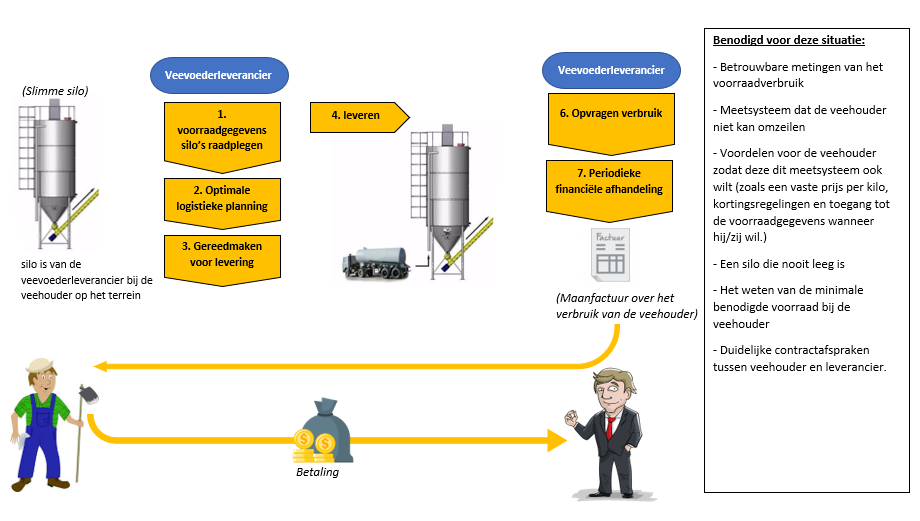 (Slimme silo)
silo is van de
veevoederleverancier bij de
veehouder op het terrein
Veevoederleverancier
1.
voorraadgegevens
silo's raadplegen
2. Optimale
logistieke planning
3. Gereedmaken
voor levering
4. leveren
Veevoederleverancier
6. Opvragen verbruik
7. Periodieke
financiële afhandeling
Factuur
(Maanfactuur over het
verbruik van de veehouder)
Betaling
Benodigd voor deze situatie:
- Betrouwbare metingen van het
voorraadverbruik
- Meetsysteem dat de veehouder
niet kan omzeilen
- Voordelen voor de veehouder
zodat deze dit meetsysteem ook
wilt (zoals een vaste prijs per kilo,
kortingsregelingen en toegang tot
de voorraadgegevens wanneer
hij/zij wil.)
- Een silo die nooit leeg is
- Het weten van de minimale
benodigde voorraad bij de
veehouder
- Duidelijke contractafspraken
tussen veehouder en leverancier.